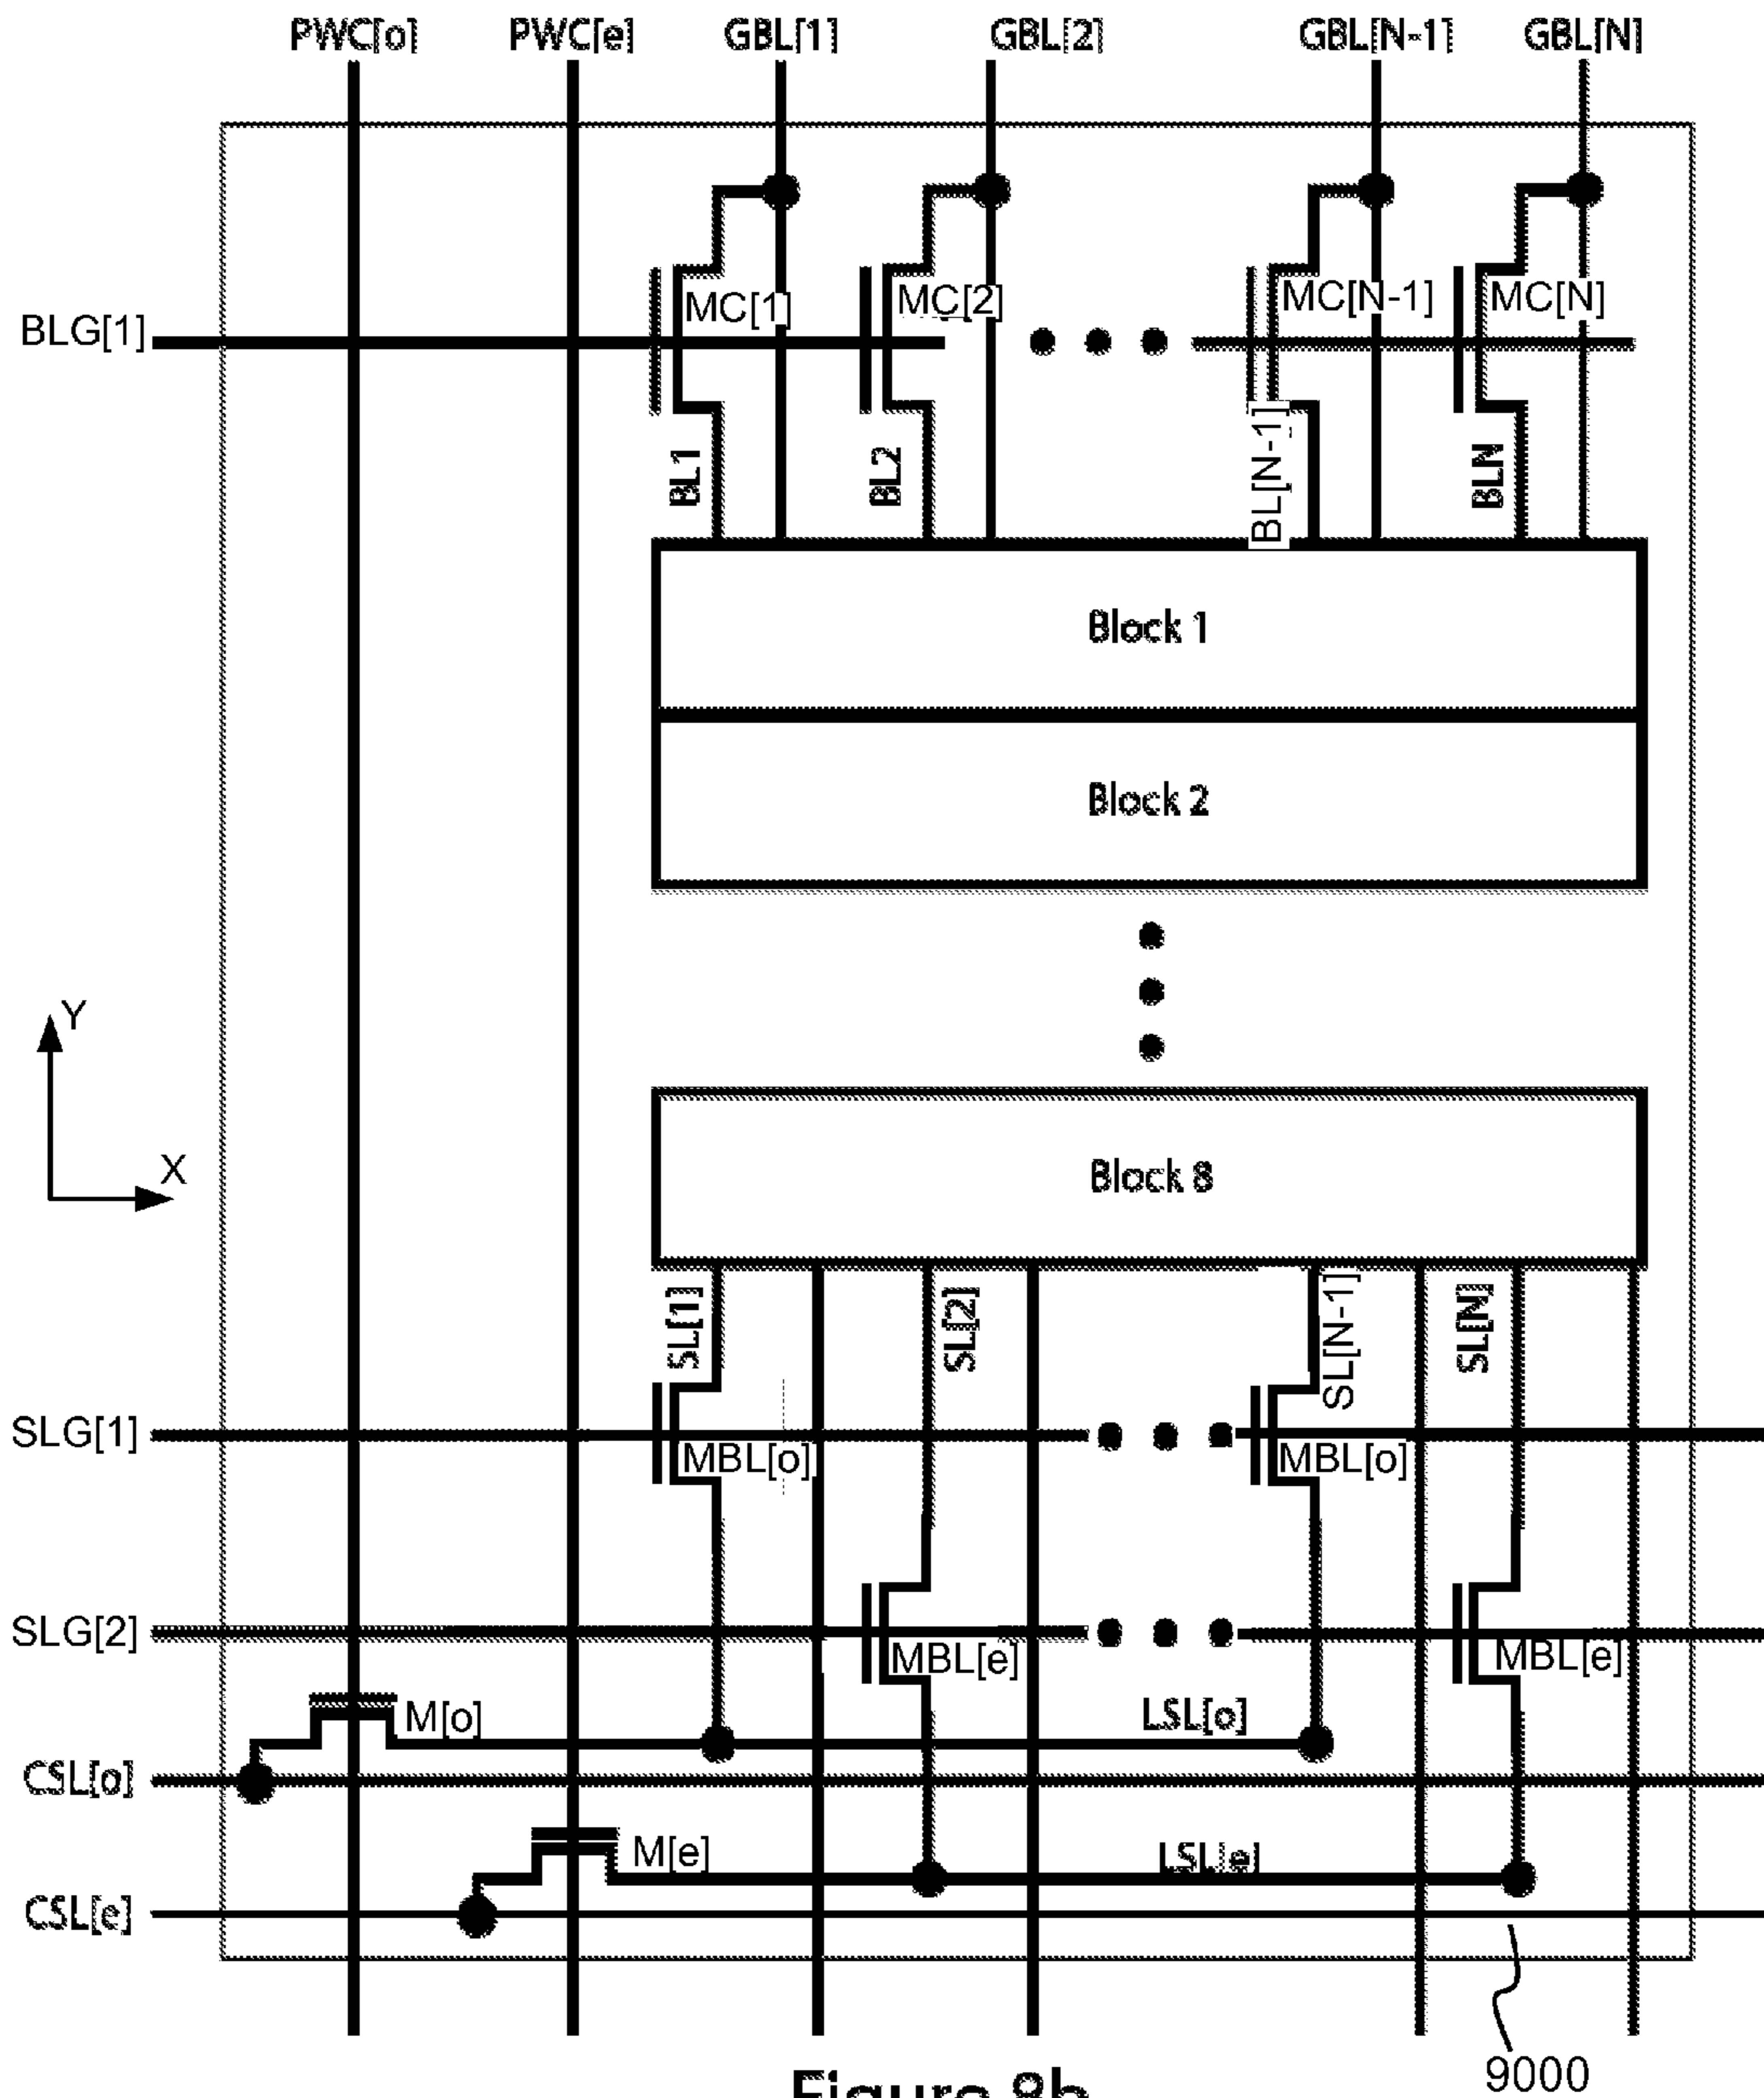 PWC[o] PWC[e] GBL[1] GBL[2] GBL[N-1] GBL[N]
MC[1] MC[2] MC[N-1] MC[N]
BLG[1]
BL1 BL2 BL[N-1] BLN
Block 1
Block 2
Y
X
Block 8
SL[1] SL[2] SL[N-1] SL[N]
SLG[1]
MBL[o] MBL[o]
SLG[2]
MBL[e] MBL[e]
M[o] LSL[o]
CSL[o]
M[e] LSL[e]
CSL[e]
9000
Figure 8b